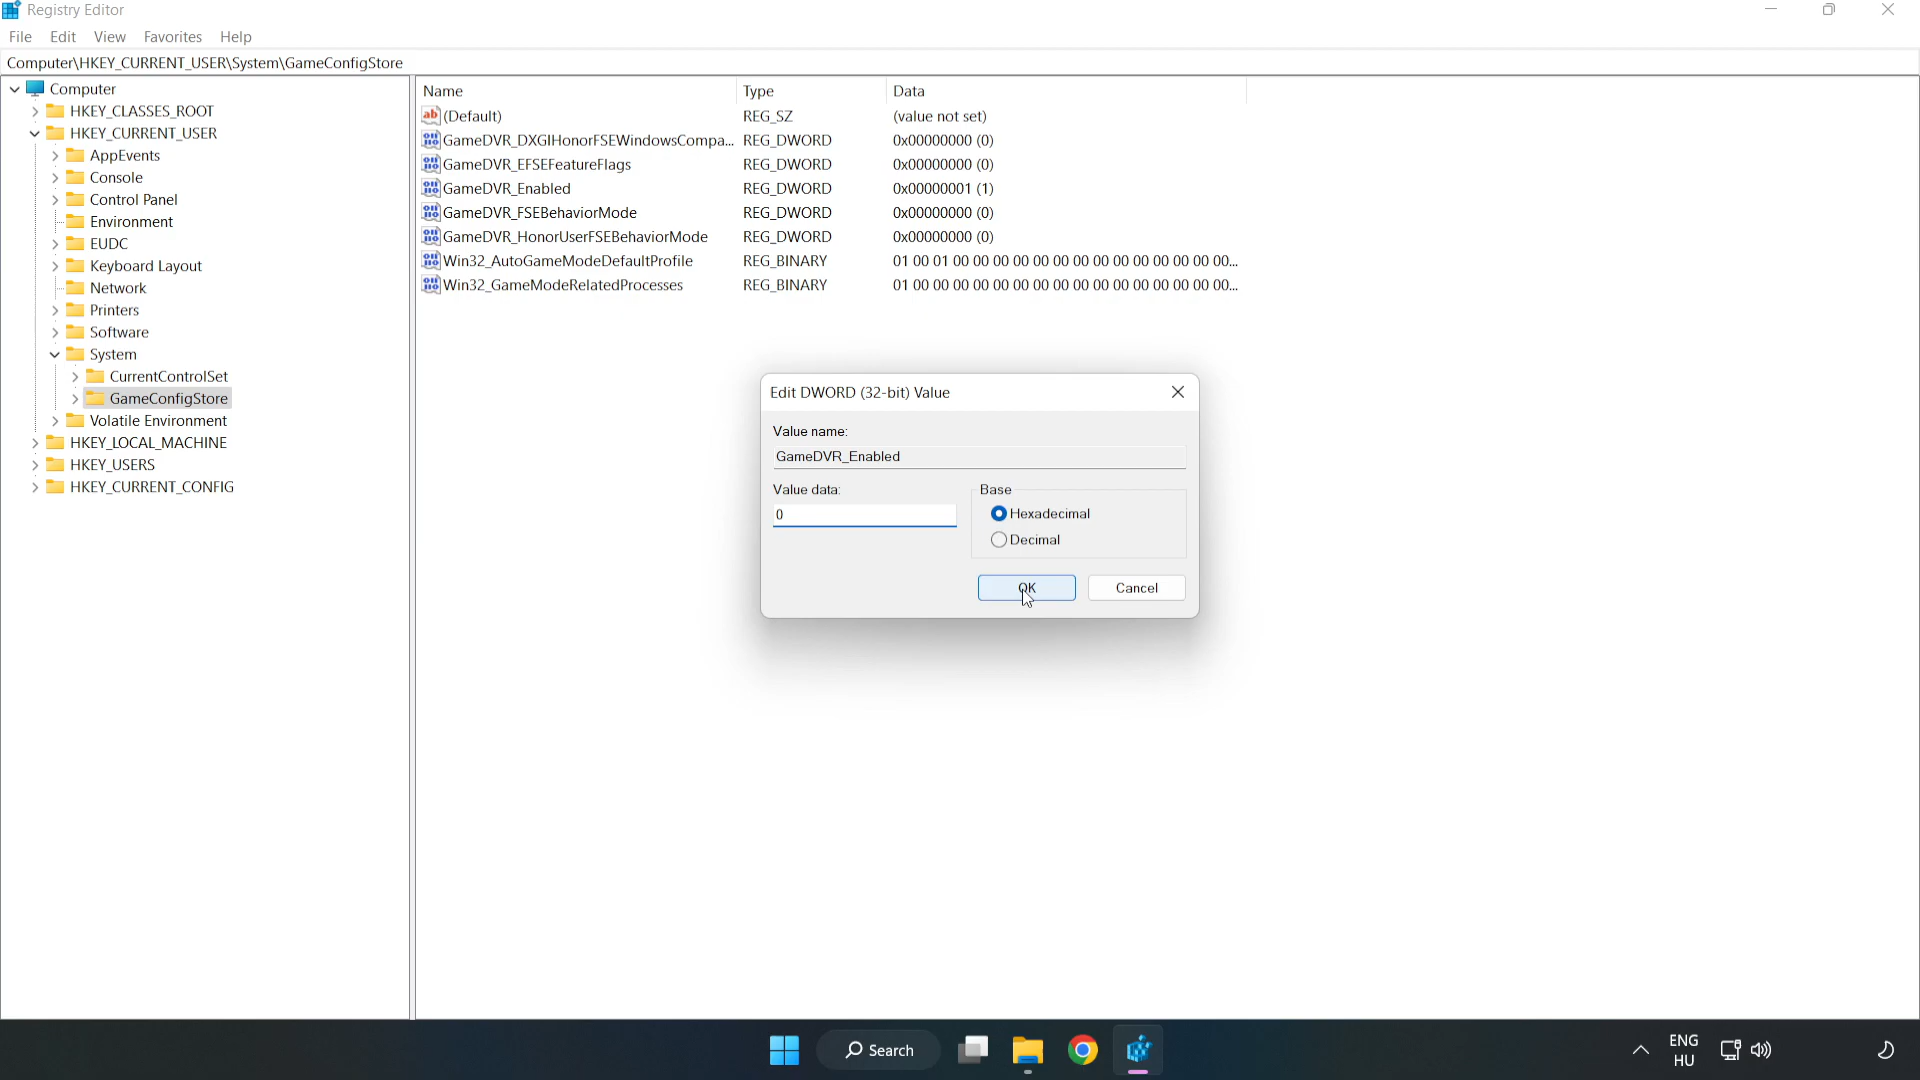 Registry Editor
File Edit View Favorites Help
Computer\HKEY_CURRENT_USER\System\GameConfigStore
Computer
HKEY_CLASSES_ROOT
HKEY_CURRENT_USER
AppEvents
Console
Control Panel
Environment
EUDC
Keyboard Layout
Network
Printers
Software
System
CurrentControlSet
GameConfigStore
Volatile Environment
HKEY_LOCAL_MACHINE
HKEY_USERS
HKEY_CURRENT_CONFIG
Name Type Data
(Default) REG_SZ (value not set)
GameDVR_DXGIHonorFSEWindowsCompa... REG_DWORD 0x00000000 (0)
GameDVR_EFSEFeatureFlags REG_DWORD 0x00000000 (0)
GameDVR_Enabled REG_DWORD 0x00000001 (1)
GameDVR_FSEBehaviorMode REG_DWORD 0x00000000 (0)
GameDVR_HonorUserFSEBehaviorMode REG_DWORD 0x00000000 (0)
Win32_AutoGameModeDefaultProfile REG_BINARY 01 00 01 00 00 00 00 00 00 00 00 00 00 00 00 00 00...
Win32_GameModeRelatedProcesses REG_BINARY 01 00 00 00 00 00 00 00 00 00 00 00 00 00 00 00 00...
Edit DWORD (32-bit) Value
Value name:
GameDVR_Enabled
Value data: Base
0 Hexadecimal
Decimal
OK Cancel
Search
ENG
HU